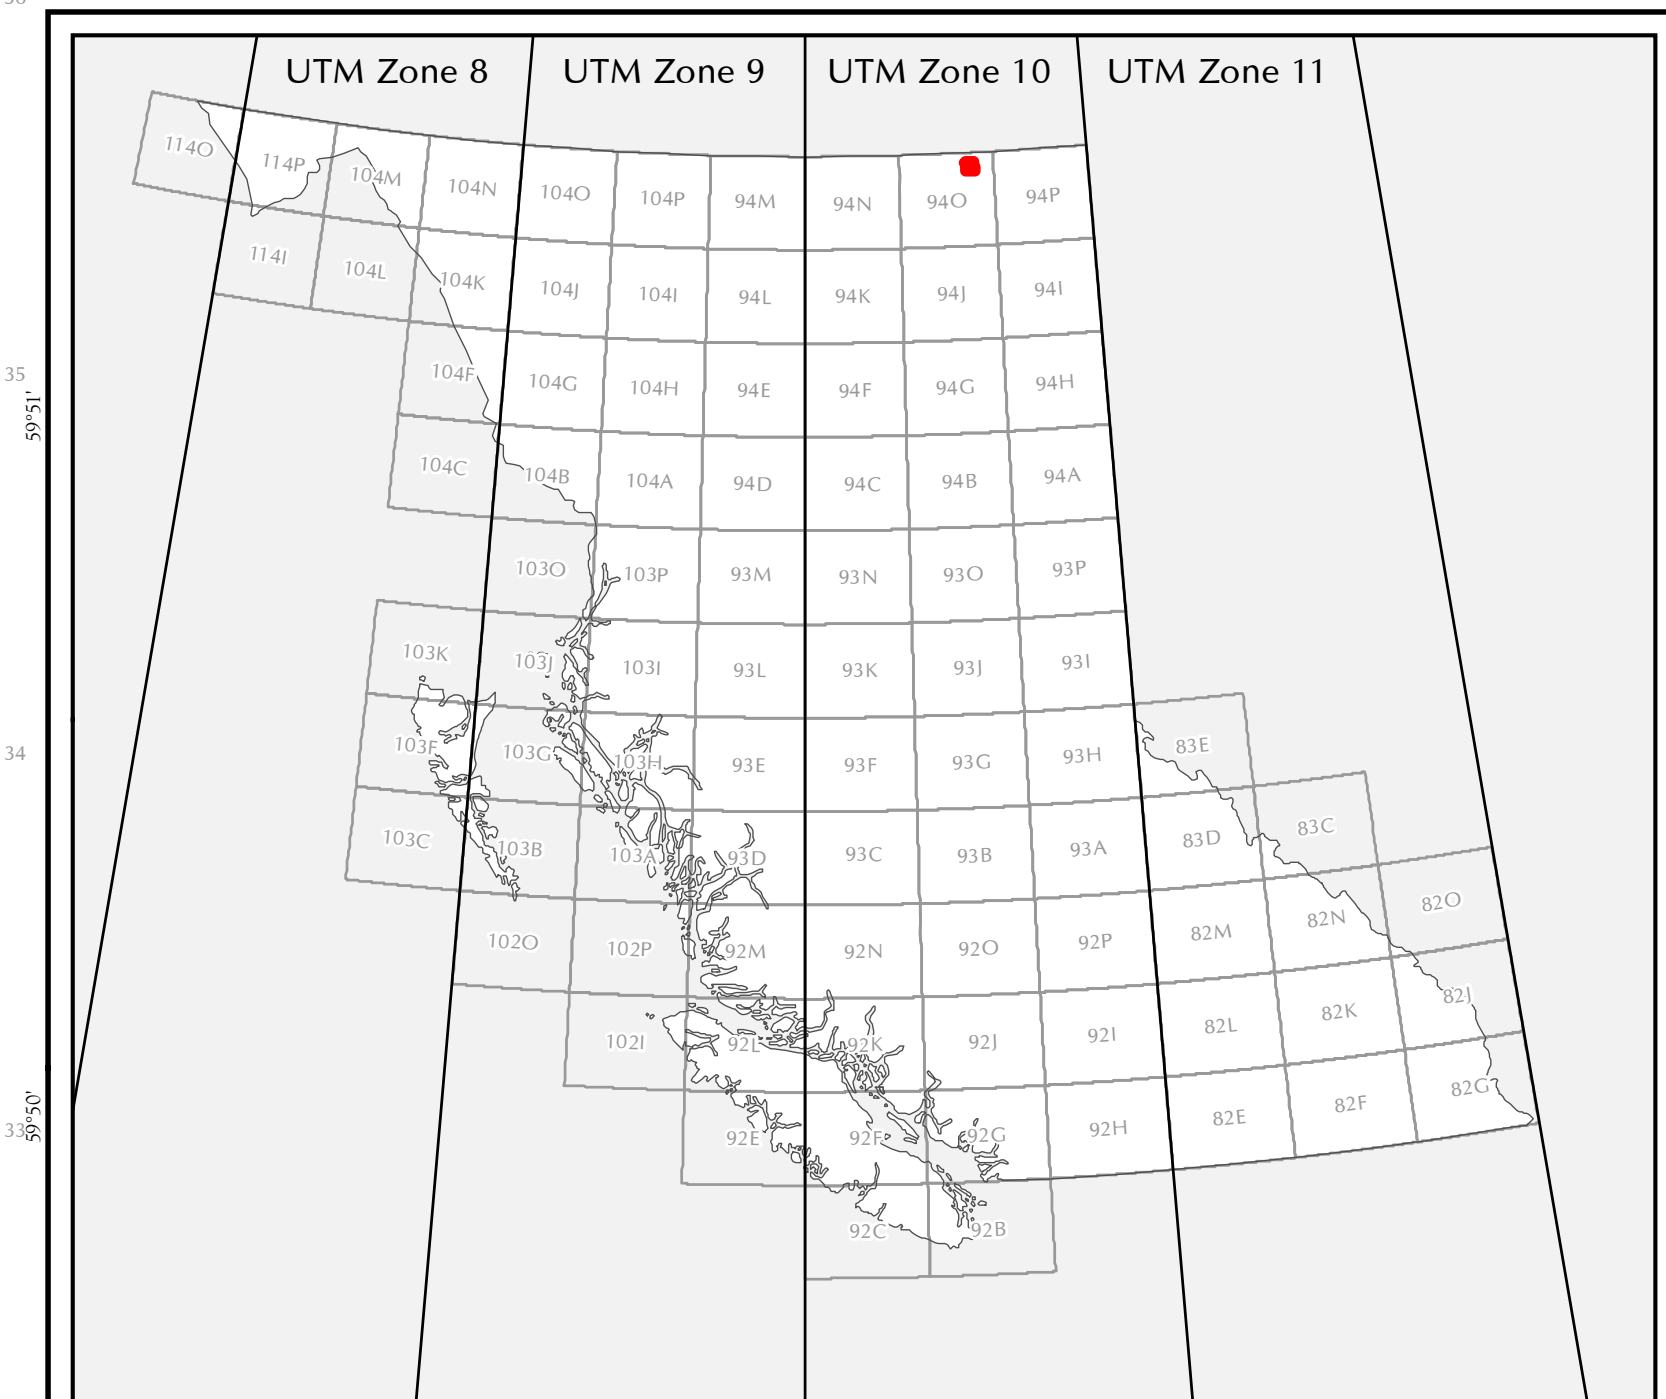 UTM Zone 8 UTM Zone 9 UTM Zone 10 UTM Zone 11
114O 114P 104M 104N 104O 104P 94M 94N 94O 94P
114I 104L 104K 104J 104I 94L 94K 94J 94I
35
59°51'
104F 104G 104H 94E 94F 94G 94H
104C 104B 104A 94D 94C 94B 94A
103O 103P 93M 93N 93O 93P
103K 103J 103I 93L 93K 93J 93I
34
103F 103G 103H 93E 93F 93G 93H 83E
103C 103B 103A 93D 93C 93B 93A 83D 83C
102O 102P 92M 92N 92O 92P 82M 82N 82O
102I 92L 92K 92J 92I 82L 82K 82J
33
59°50'
92E 92F 92G 92H 82E 82F 82G
92C 92B